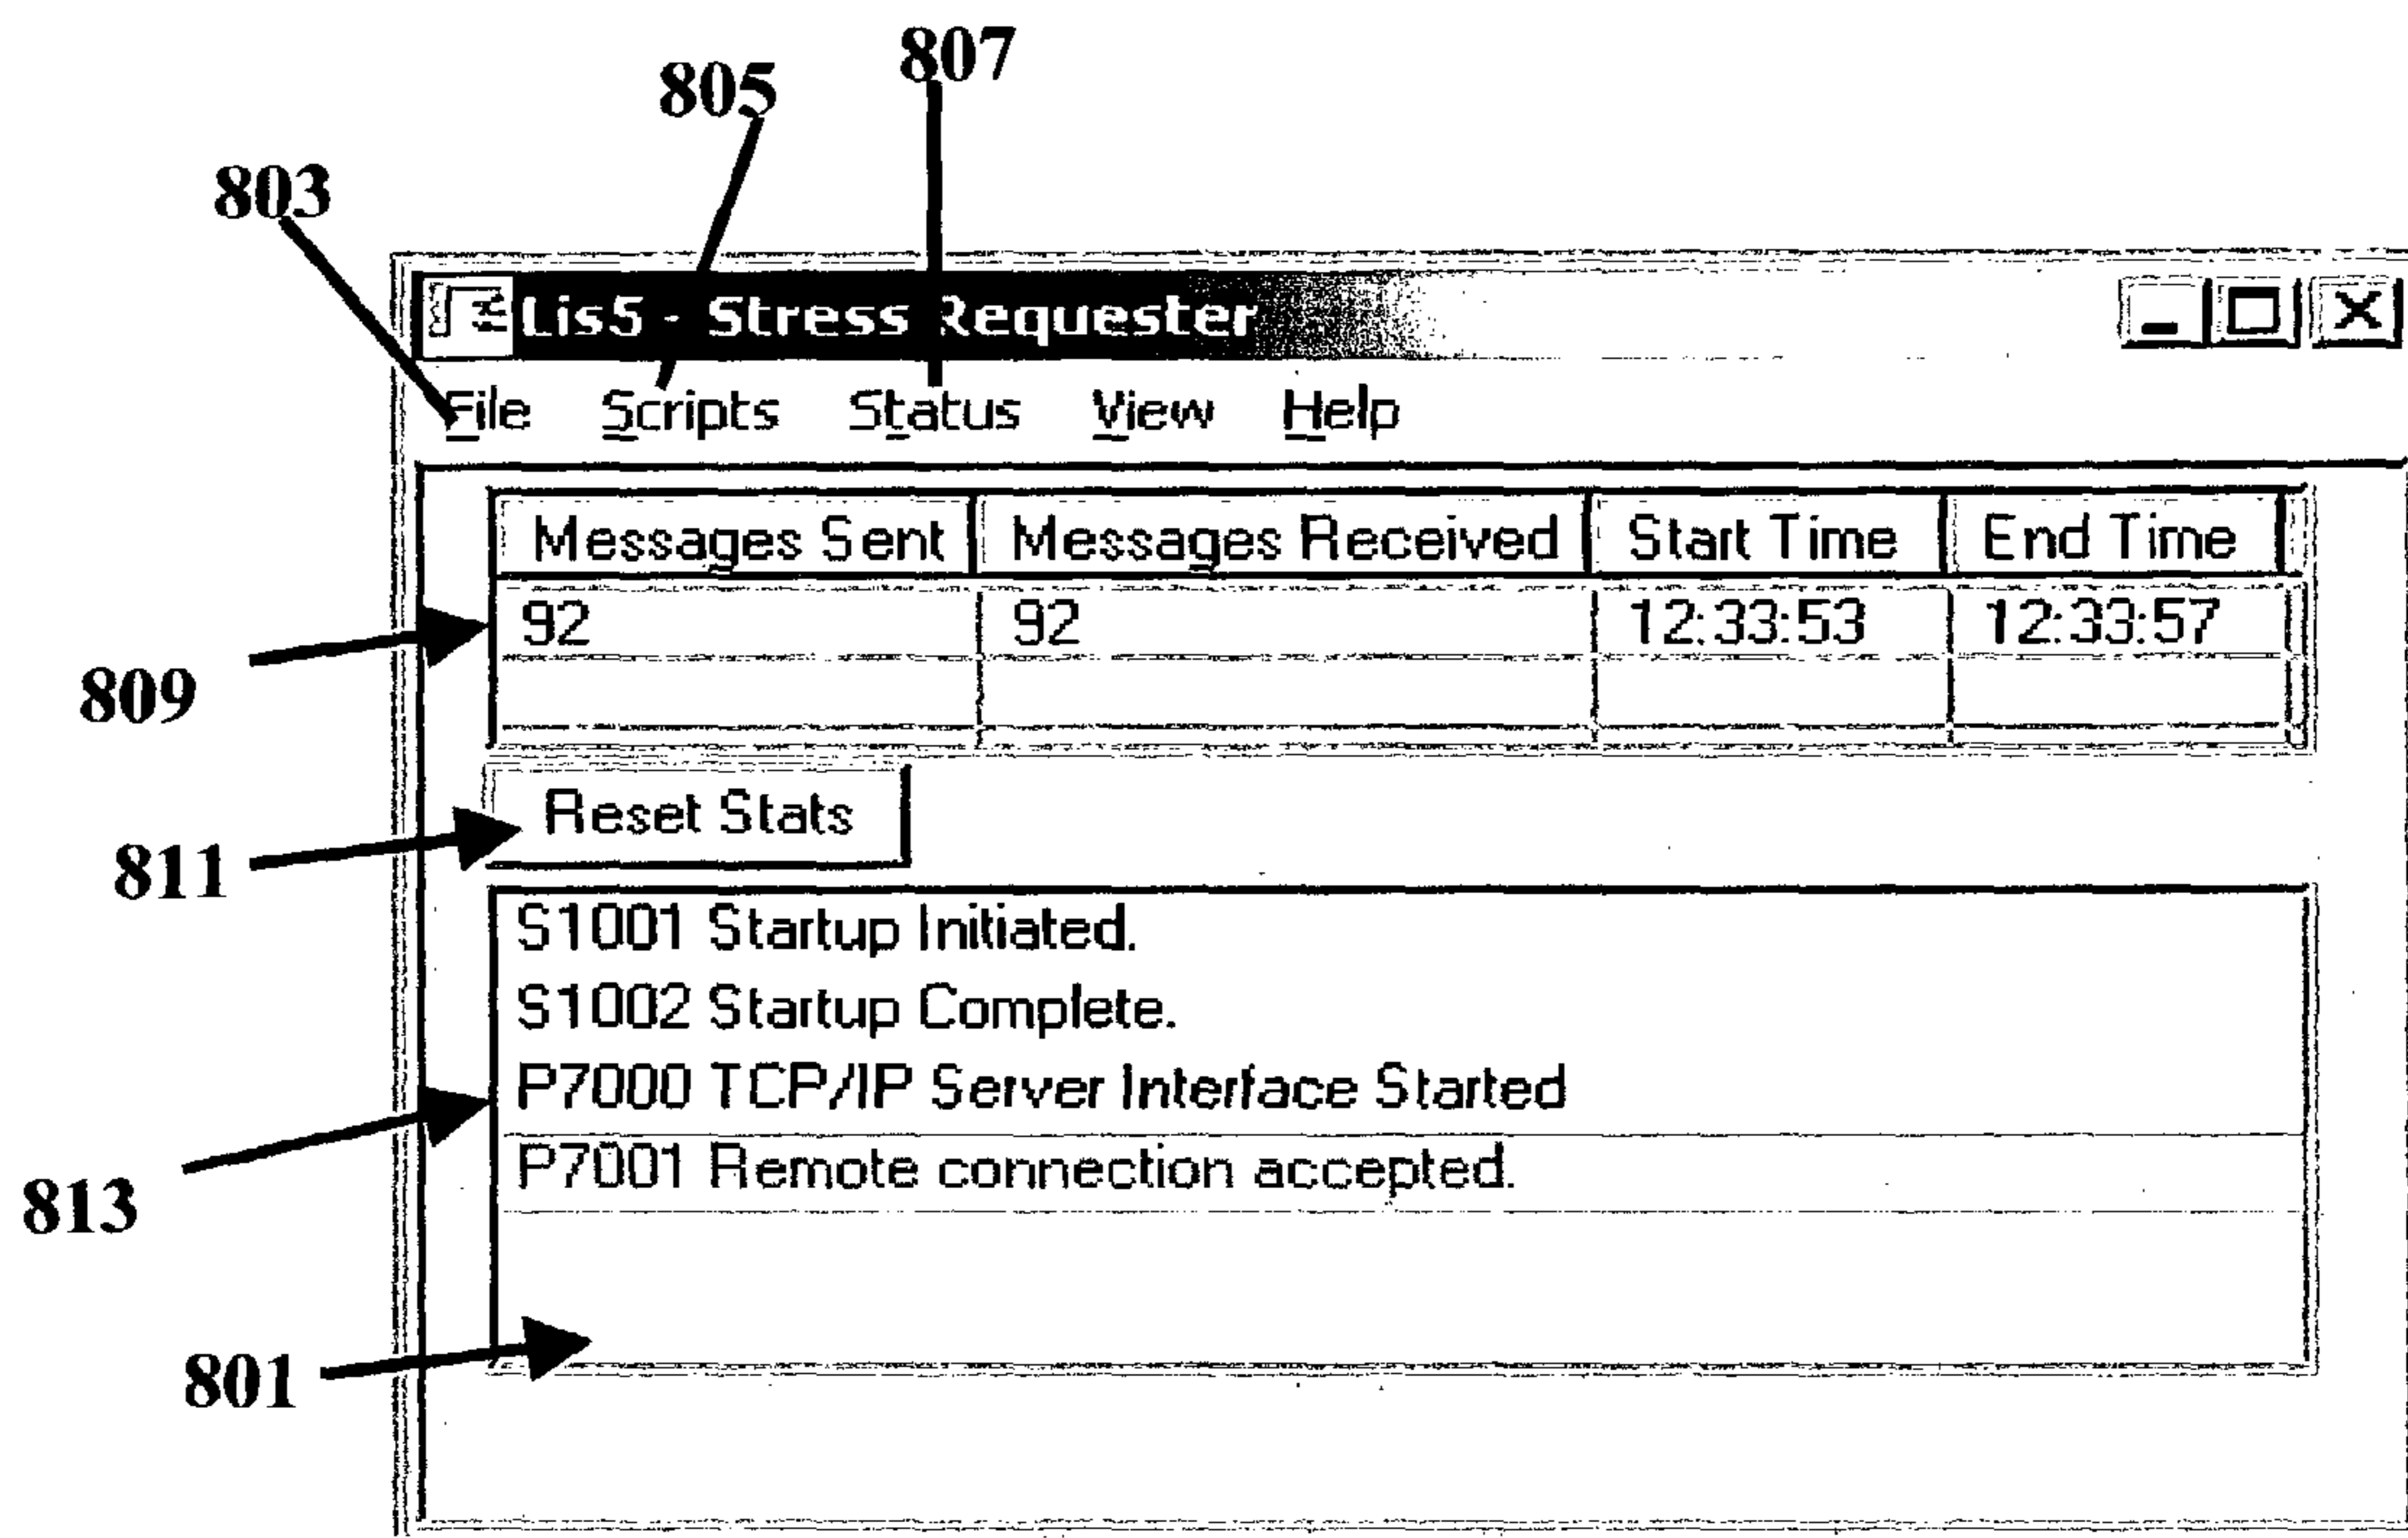 807
805
803
Lis5 - Stress Requester
File Scripts Status View Help
Messages Sent Messages Received Start Time End Time
92 92 12:33:53 12:33:57
809
Reset Stats
811
S1001 Startup Initiated.
S1002 Startup Complete.
P7000 TCP/IP Server Interface Started
P7001 Remote connection accepted.
813
801